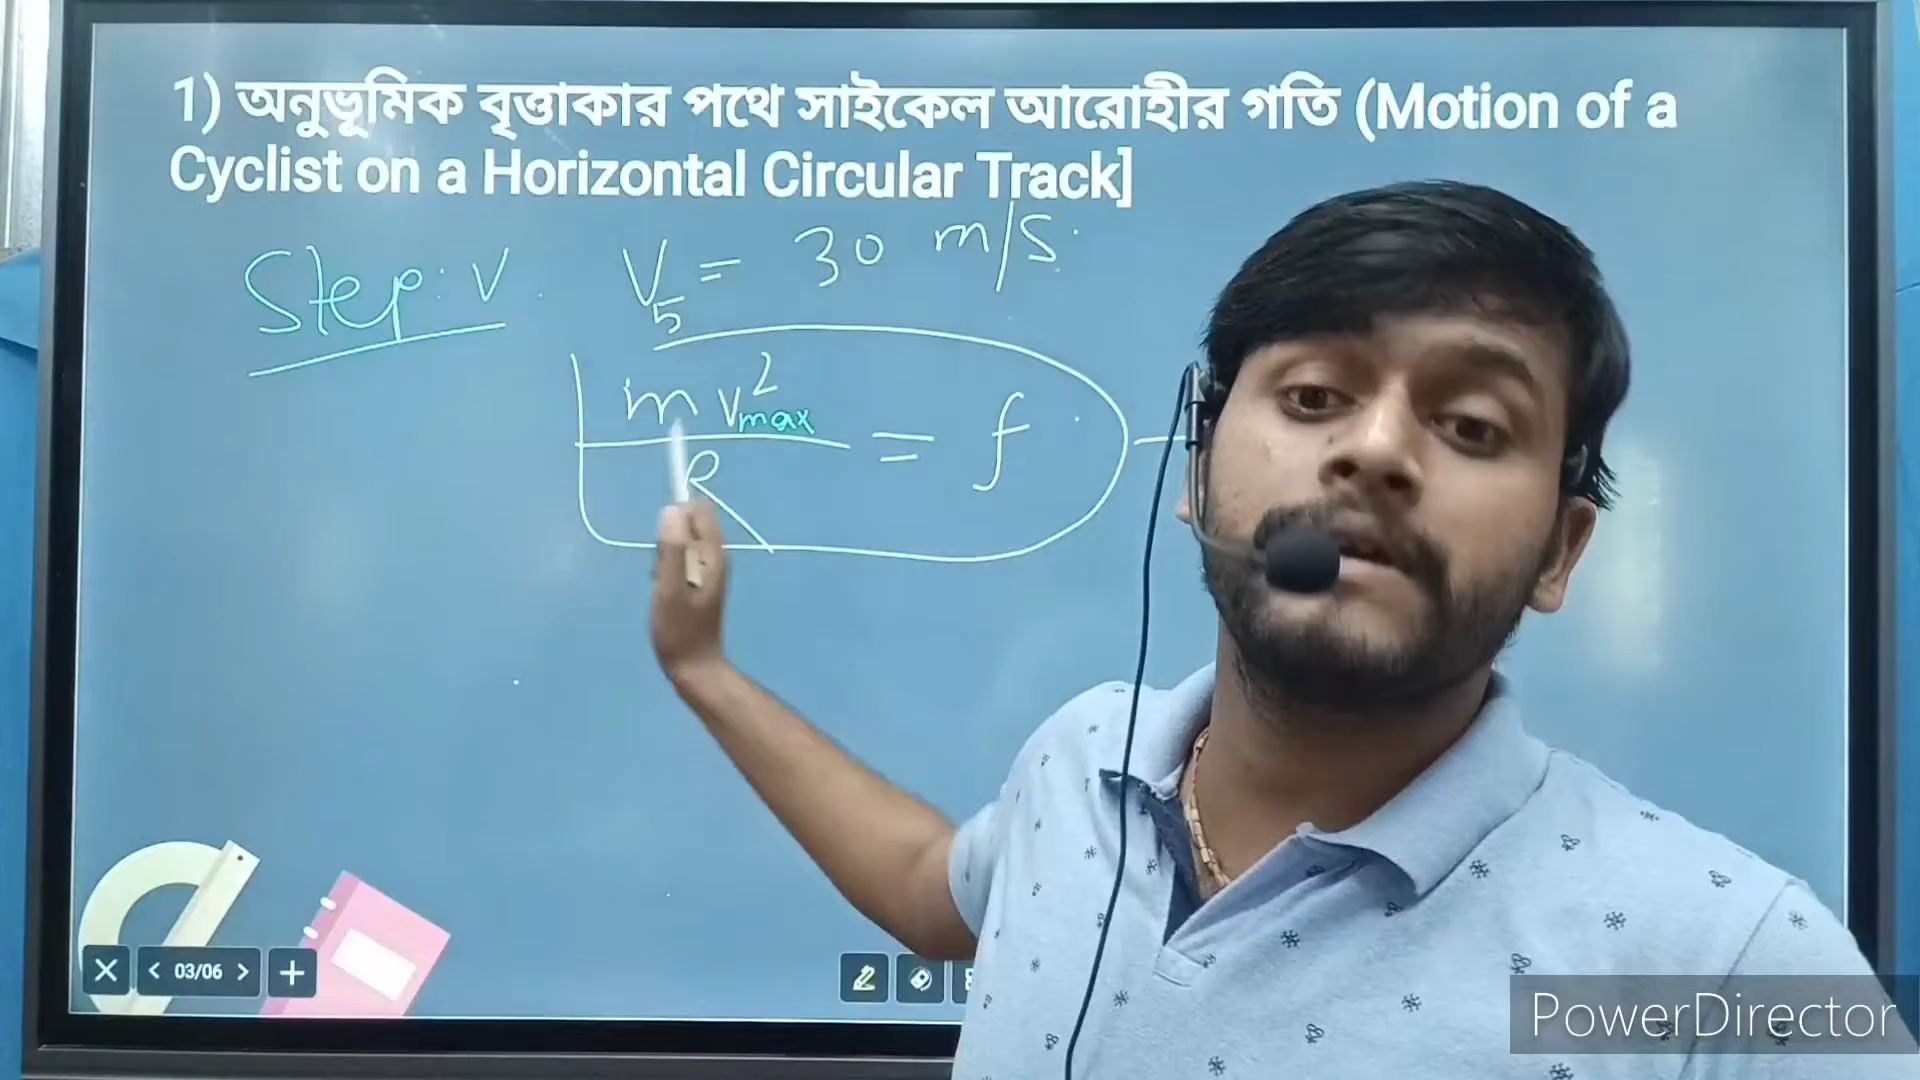 1) অনুভূমিক বৃত্তাকার পথে সাইকেল আরোহীর গতি (Motion of a
Cyclist on a Horizontal Circular Track]
Step: V V5 = 30 m/s.
m v²max
= f
R
03/06
PowerDirector